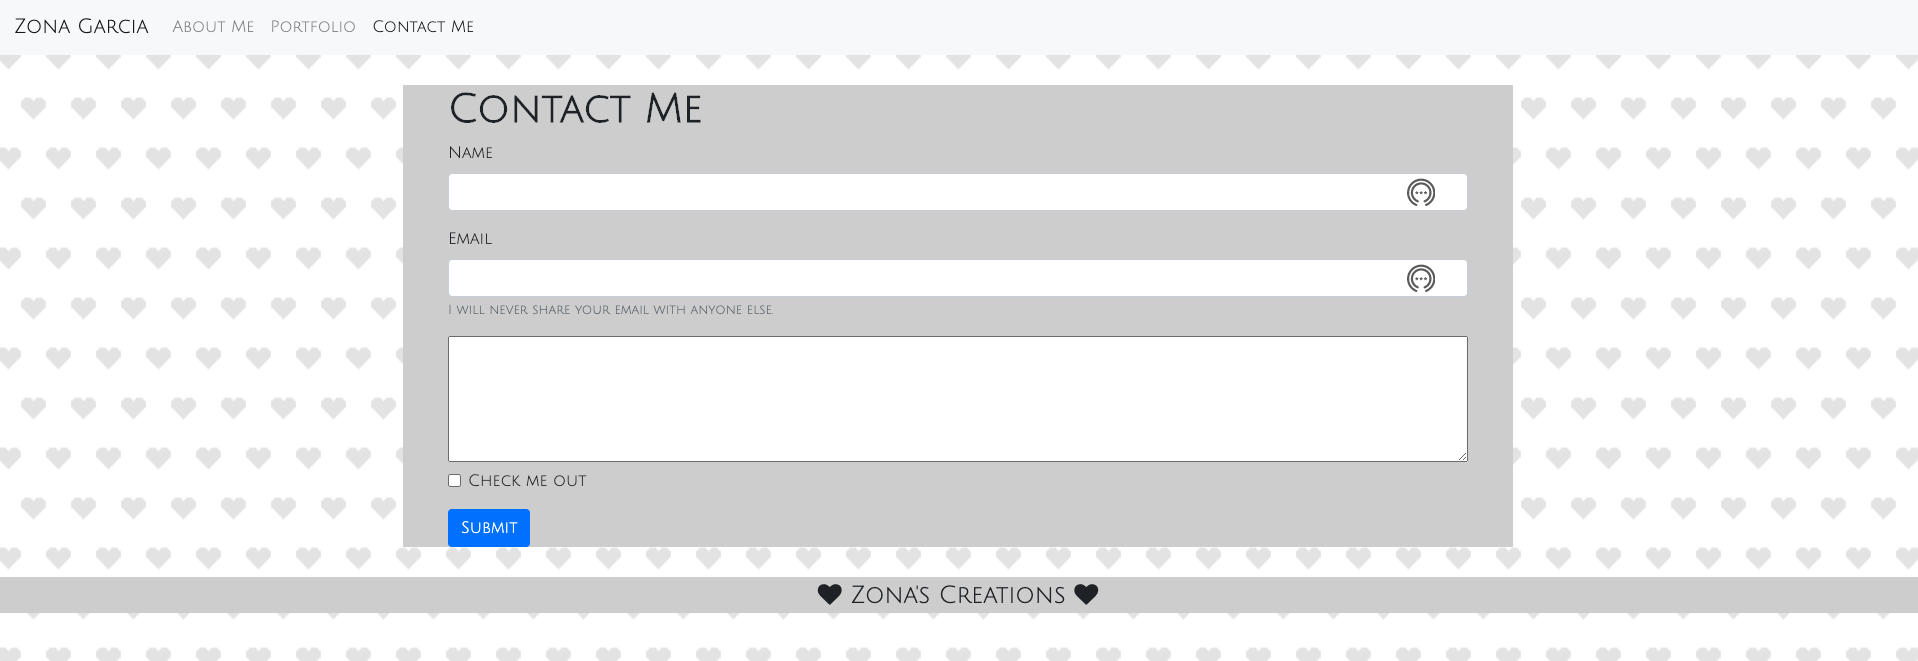 Zona Garcia About Me Portfolio Contact Me
Contact Me
Name
Email
I will never share your email with anyone else.
Check me out
Submit
Zona's Creations